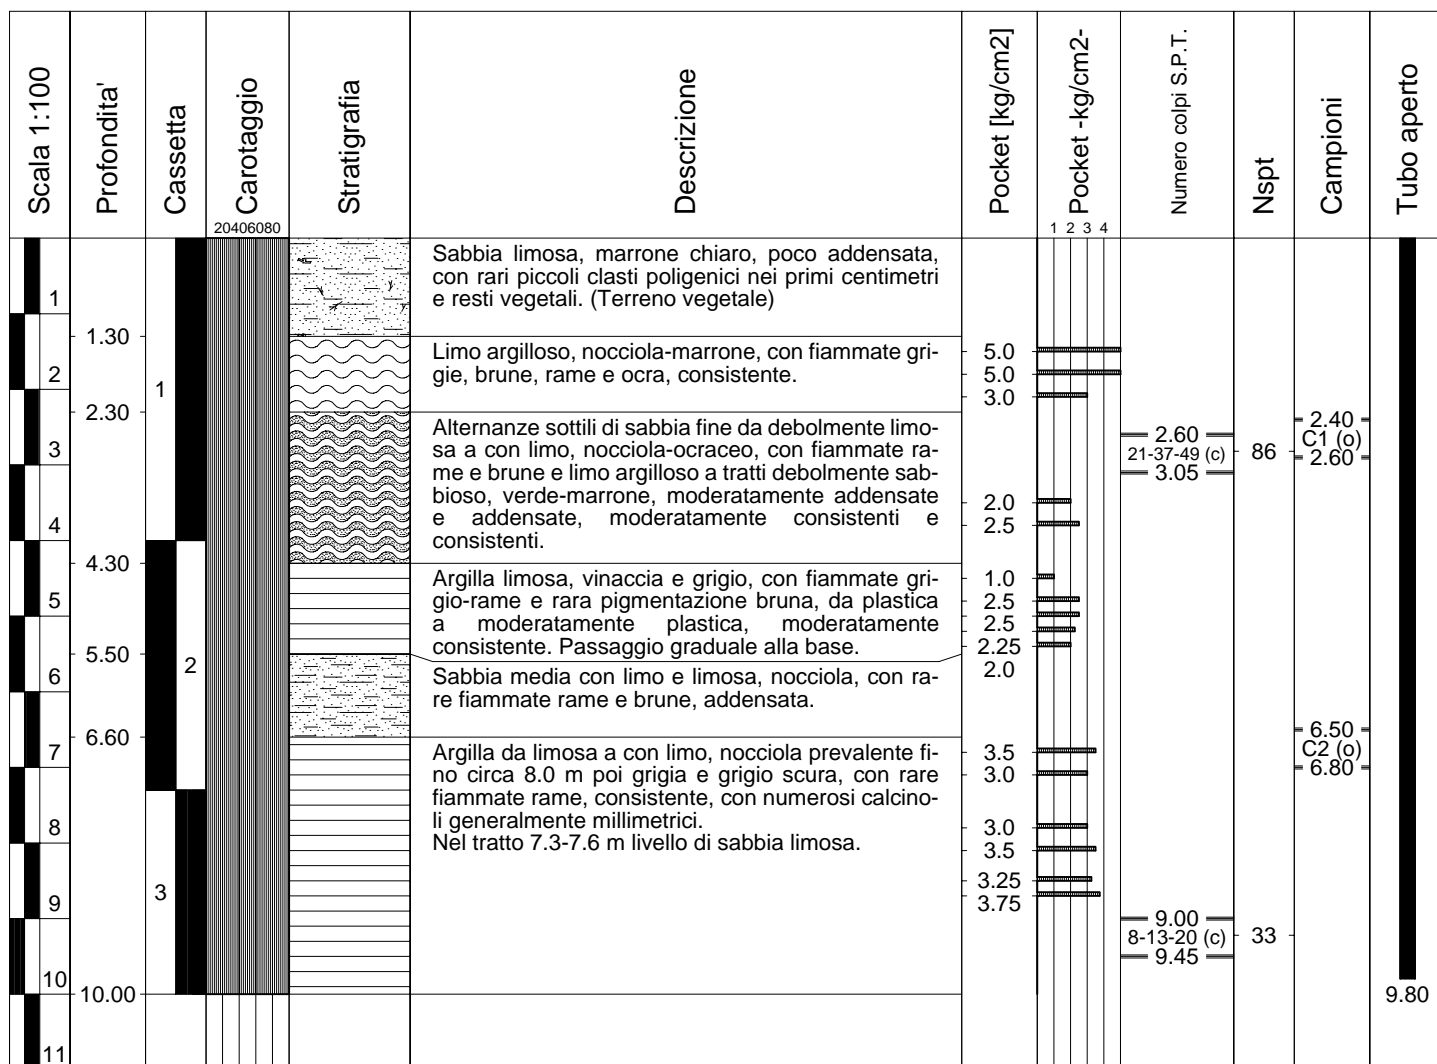 Scala 1:100
Profondita'
Cassetta
Carotaggio
20406080
Stratigrafia
Descrizione
Pocket [kg/cm2]
Pocket -kg/cm2-
1 2 3 4
Numero colpi S.P.T.
Nspt
Campioni
Tubo aperto
1
2
3
4
5
6
7
8
9
10
11
1.30
2.30
4.30
5.50
6.60
10.00
1
2
3
Sabbia limosa, marrone chiaro, poco addensata,
con rari piccoli clasti poligenici nei primi centimetri
e resti vegetali. (Terreno vegetale)
Limo argilloso, nocciola-marrone, con fiammate gri-
gie, brune, rame e ocra, consistente.
Alternanze sottili di sabbia fine da debolmente limo-
sa a con limo, nocciola-ocraceo, con fiammate ra-
me e brune e limo argilloso a tratti debolmente sab-
bioso, verde-marrone, moderatamente addensate
e addensate, moderatamente consistenti e
consistenti.
Argilla limosa, vinaccia e grigio, con fiammate gri-
gio-rame e rara pigmentazione bruna, da plastica
a moderatamente plastica, moderatamente
consistente. Passaggio graduale alla base.
Sabbia media con limo e limosa, nocciola, con ra-
re fiammate rame e brune, addensata.
Argilla da limosa a con limo, nocciola prevalente fi-
no circa 8.0 m poi grigia e grigio scura, con rare
fiammate rame, consistente, con numerosi calcino-
li generalmente millimetrici.
Nel tratto 7.3-7.6 m livello di sabbia limosa.
5.0
5.0
3.0
2.0
2.5
1.0
2.5
2.5
2.25
2.0
3.5
3.0
3.0
3.5
3.25
3.75
2.60
21-37-49 (c)
3.05
9.00
8-13-20 (c)
9.45
86
33
2.40
C1 (o)
2.60
6.50
C2 (o)
6.80
9.80